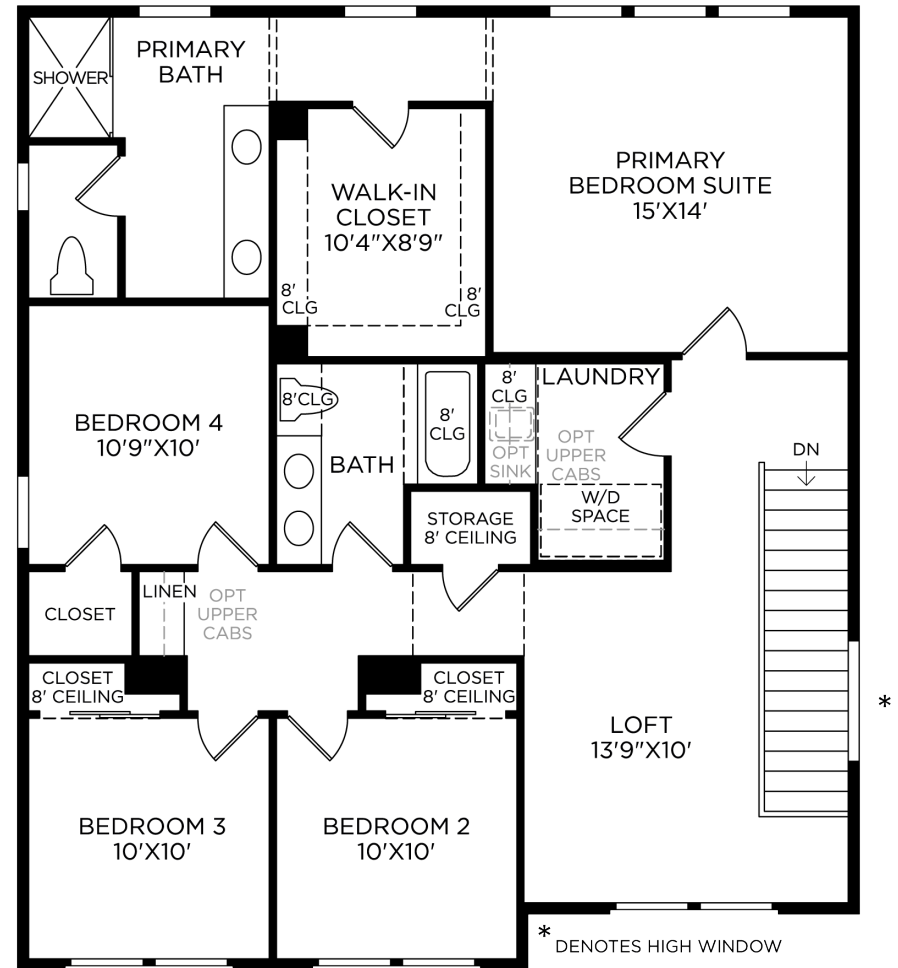 PRIMARY
BATH
SHOWER
PRIMARY
BEDROOM SUITE
15'X14'
WALK-IN
CLOSET
10'4"X8'9"
8'
CLG
8'
CLG
BEDROOM 4
10'9"X10'
8'CLG
BATH
8'
CLG
8'
CLG
LAUNDRY
OPT
SINK
OPT
UPPER
CABS
W/D
SPACE
DN
STORAGE
8' CEILING
CLOSET
LINEN
OPT
UPPER
CABS
CLOSET
8' CEILING
CLOSET
8' CEILING
LOFT
13'9"X10'
*
BEDROOM 3
10'X10'
BEDROOM 2
10'X10'
* DENOTES HIGH WINDOW